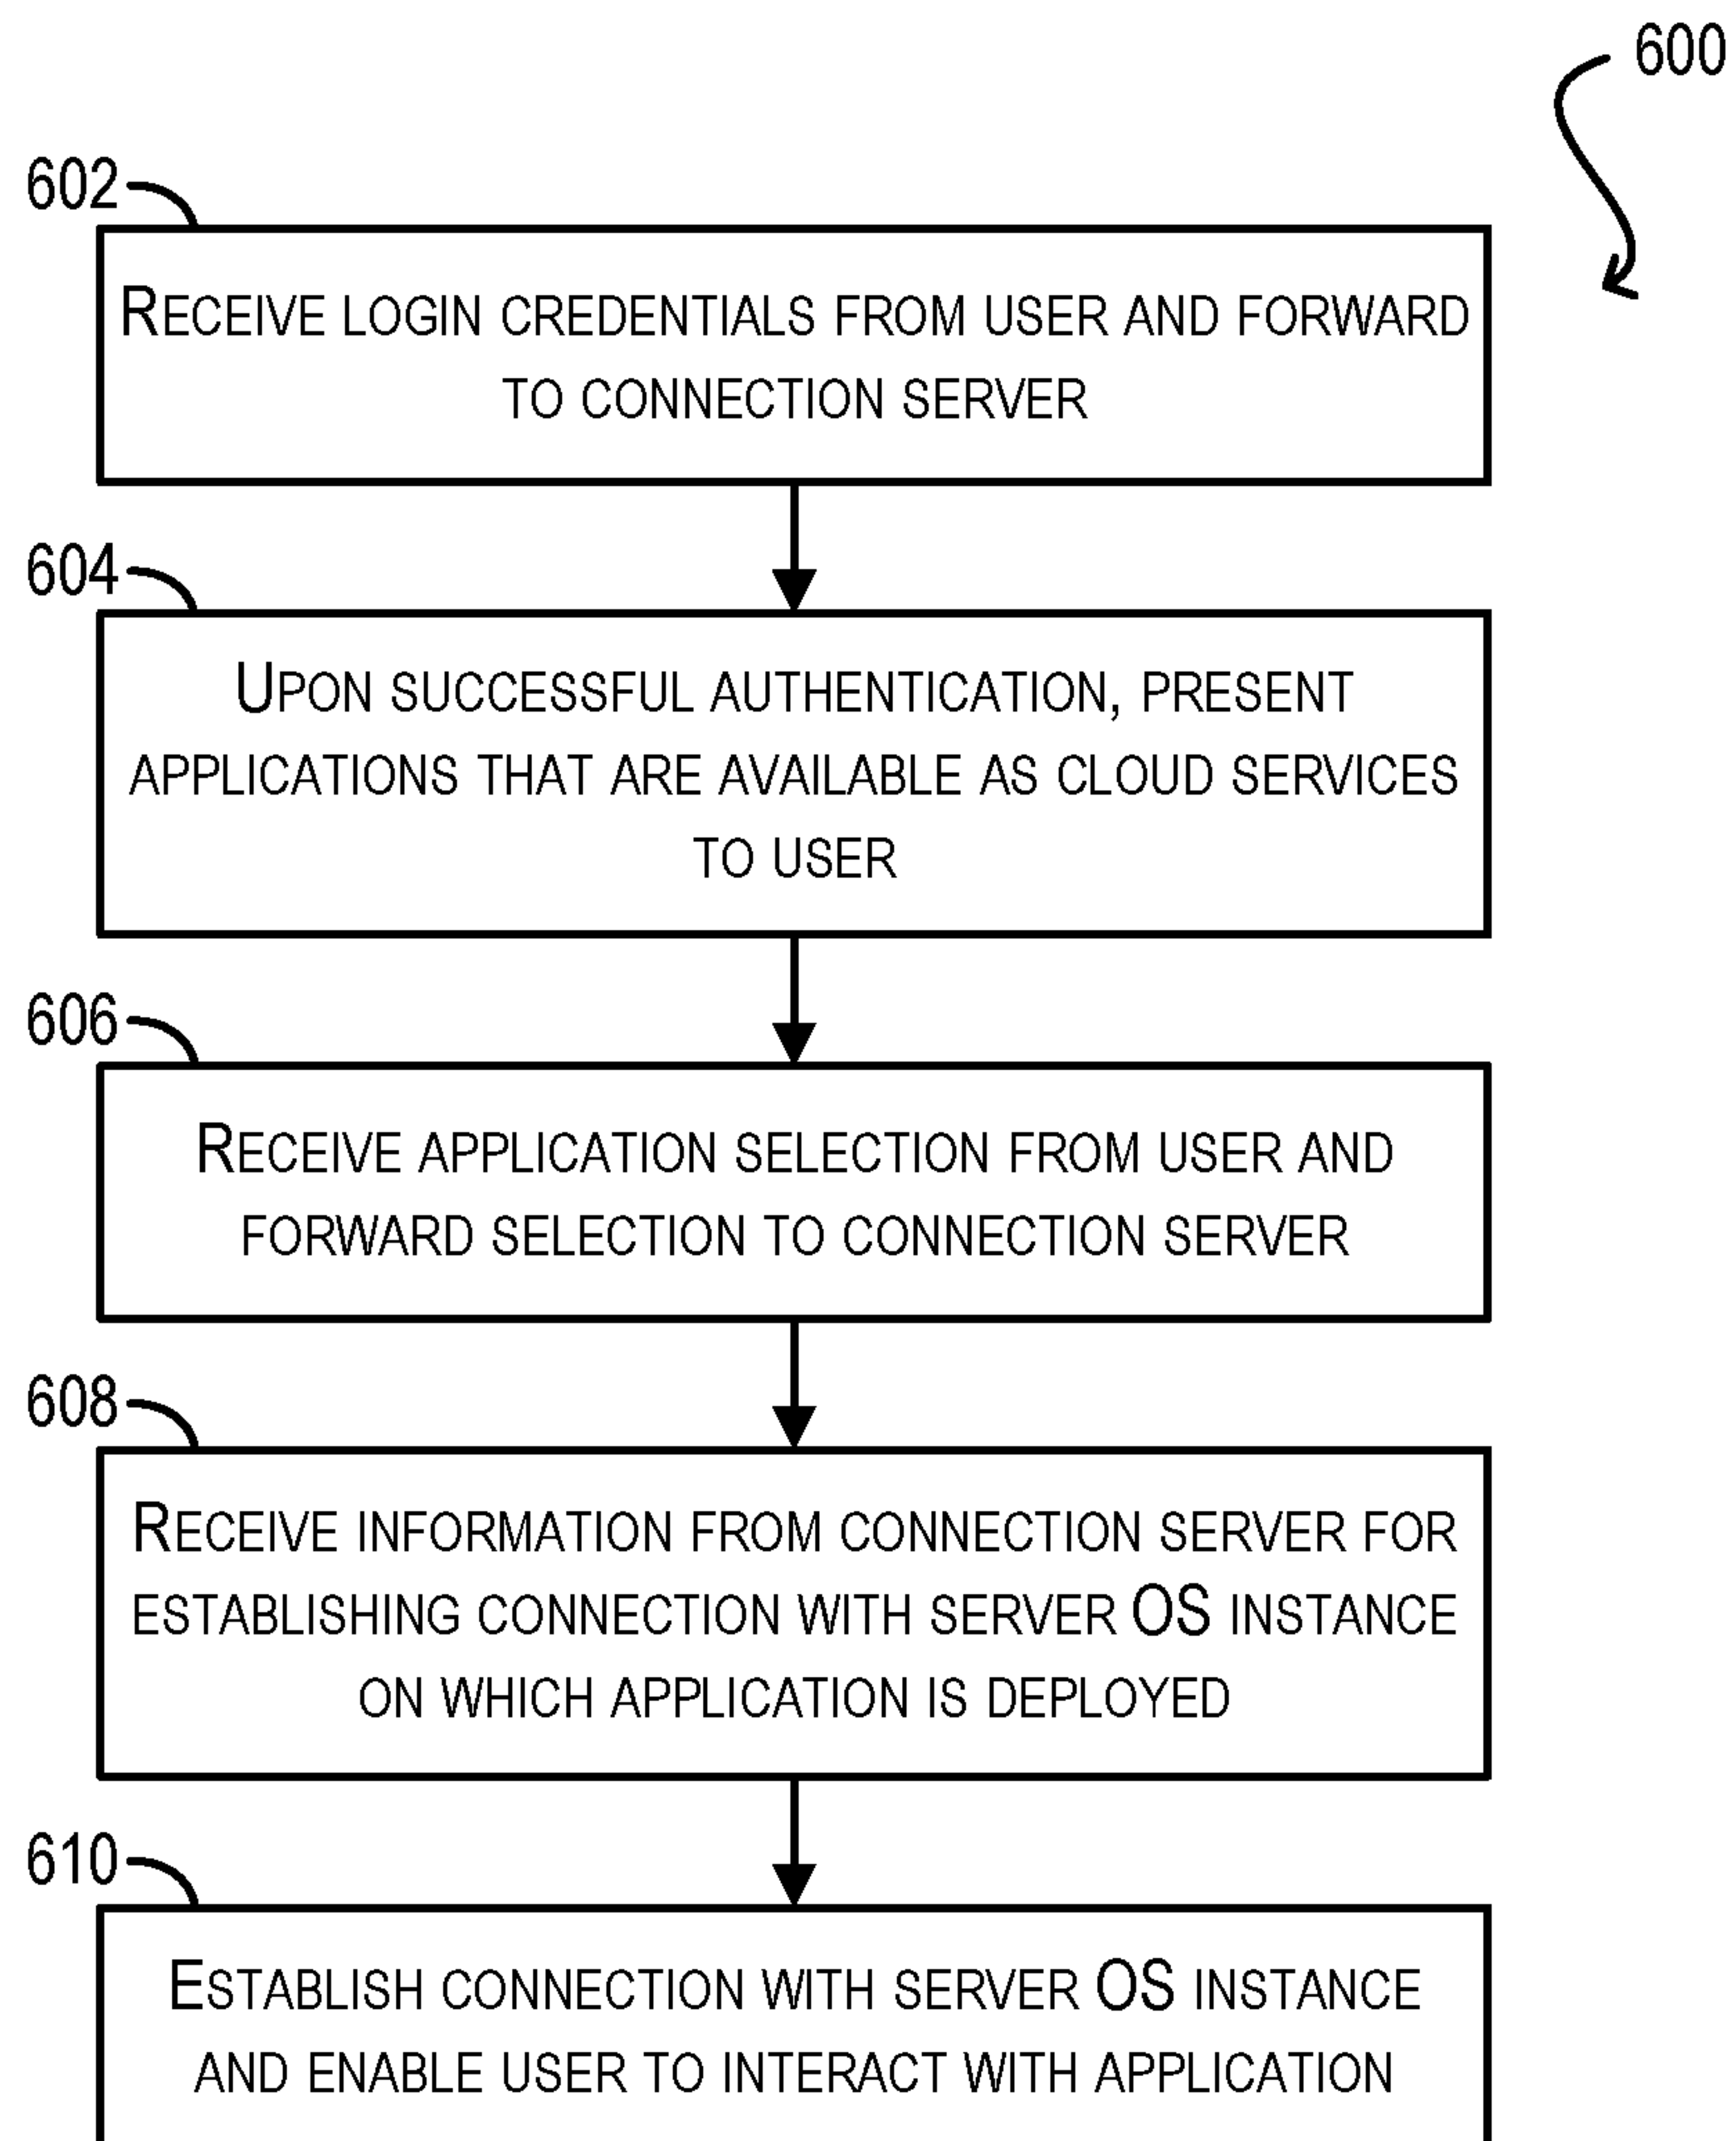 600
602
RECEIVE LOGIN CREDENTIALS FROM USER AND FORWARD
TO CONNECTION SERVER
604
UPON SUCCESSFUL AUTHENTICATION, PRESENT
APPLICATIONS THAT ARE AVAILABLE AS CLOUD SERVICES
TO USER
606
RECEIVE APPLICATION SELECTION FROM USER AND
FORWARD SELECTION TO CONNECTION SERVER
608
RECEIVE INFORMATION FROM CONNECTION SERVER FOR
ESTABLISHING CONNECTION WITH SERVER OS INSTANCE
ON WHICH APPLICATION IS DEPLOYED
610
ESTABLISH CONNECTION WITH SERVER OS INSTANCE
AND ENABLE USER TO INTERACT WITH APPLICATION